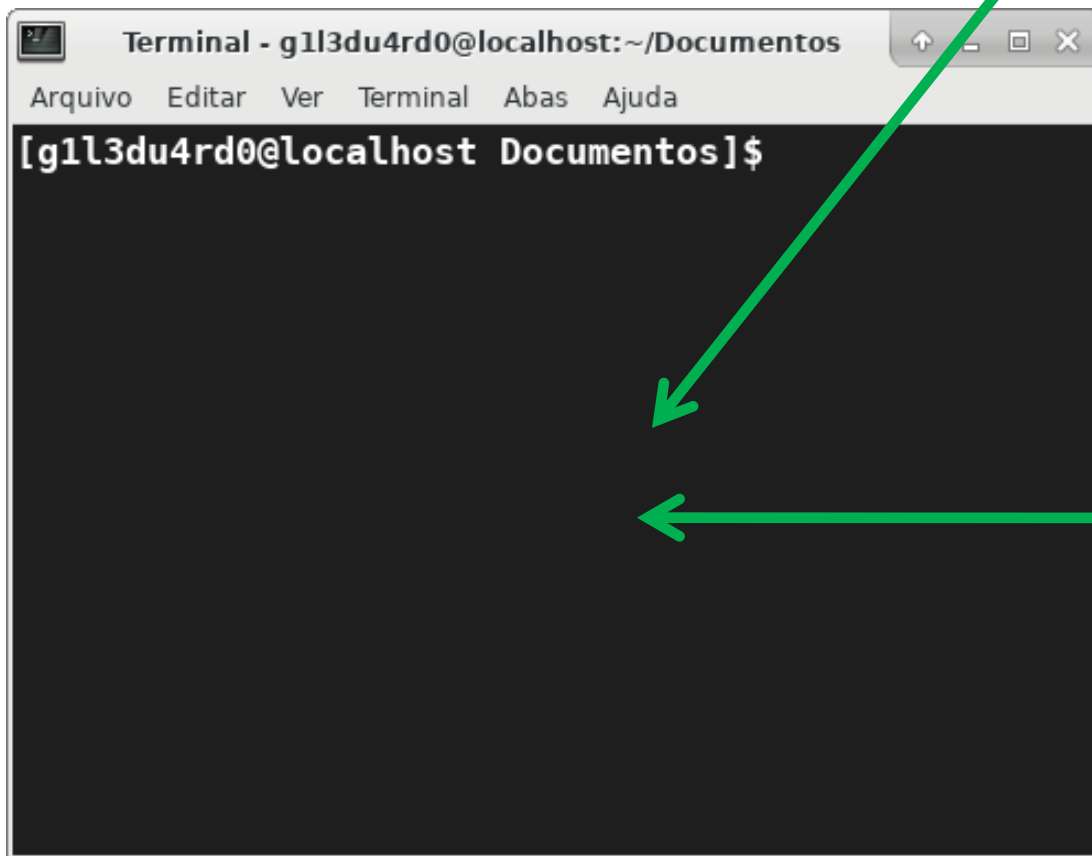 Terminal - g1l3du4rd0@localhost:~/Documentos
Arquivo Editar Ver Terminal Abas Ajuda
[g1l3du4rd0@localhost Documentos]$